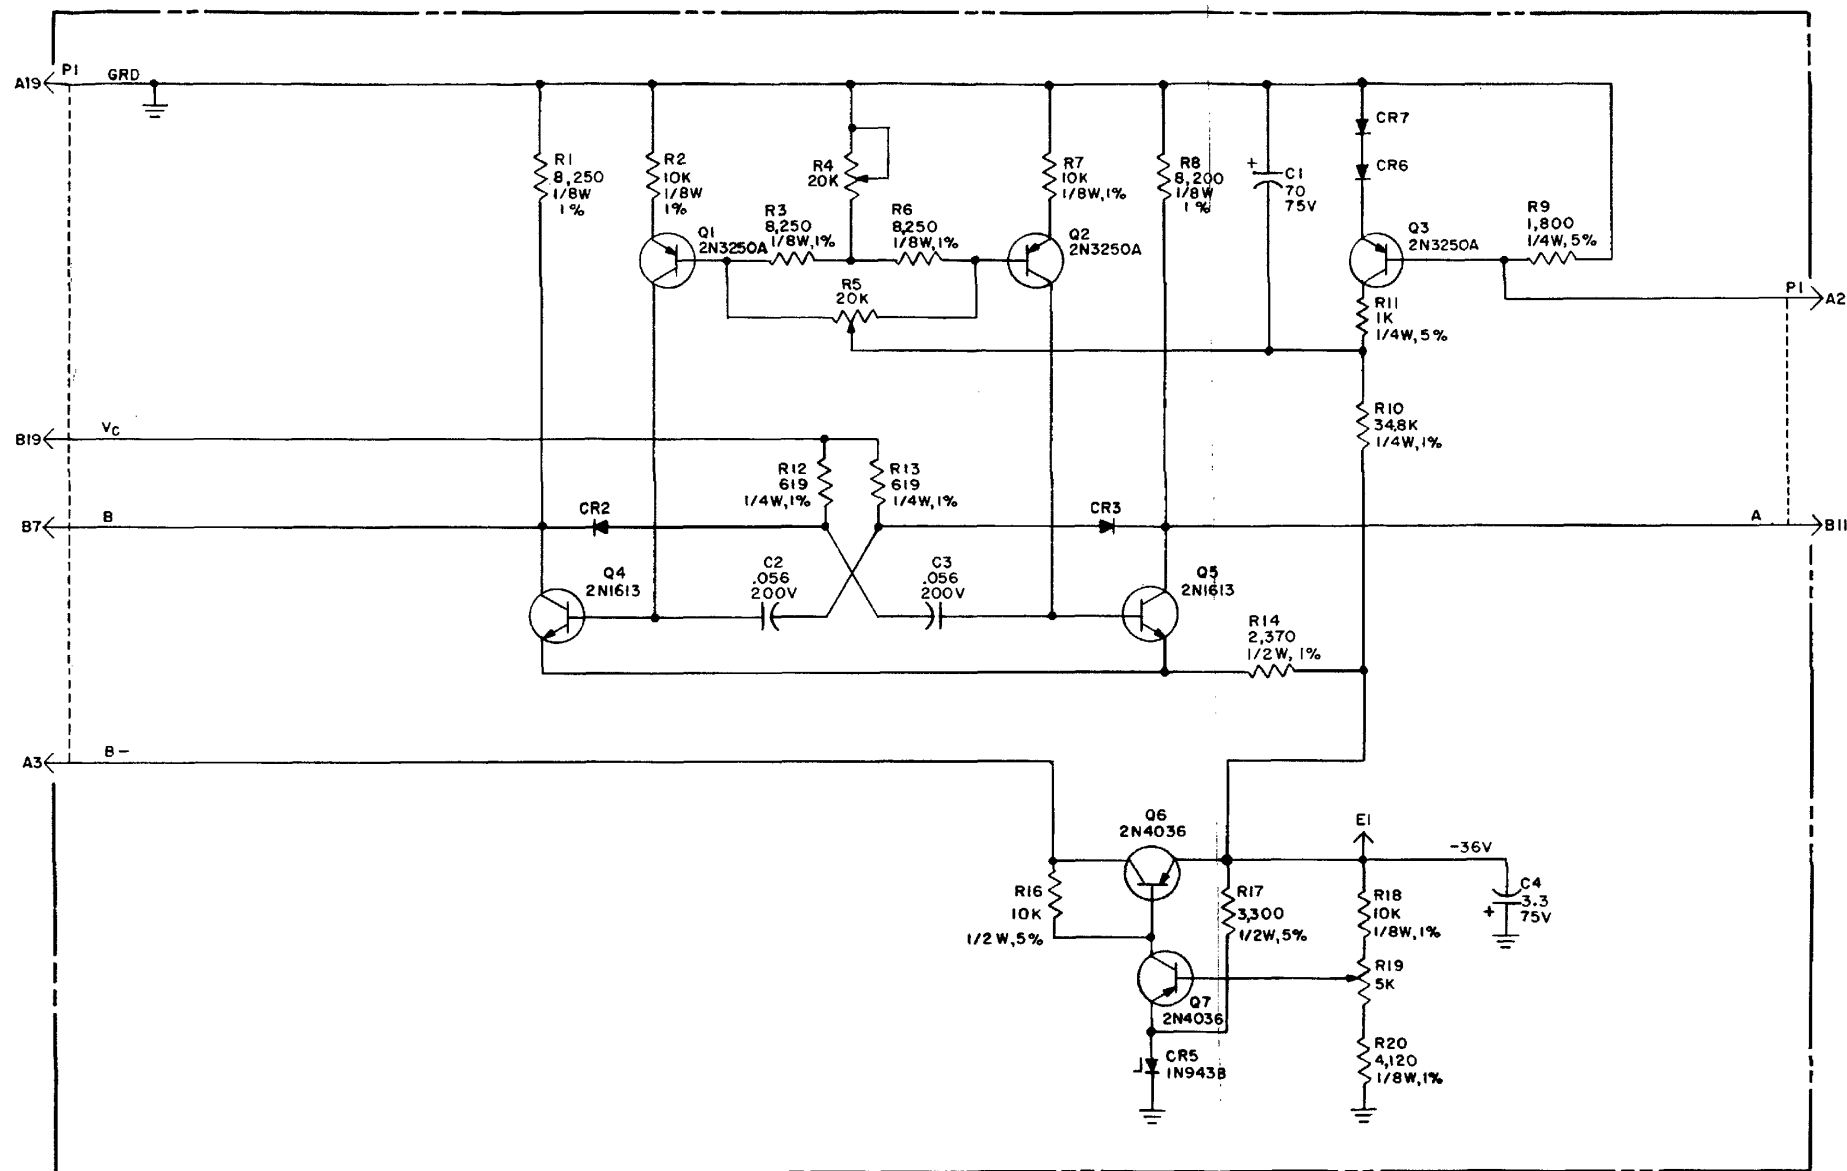 P1
A19
GRD
R1
8,250
1/8W
1%
R2
10K
1/8W
1%
R4
20K
R3
8,250
1/8W,1%
R6
8,250
1/8W,1%
R5
20K
Q1
2N3250A
R7
10K
1/8W,1%
Q2
2N3250A
R8
8,200
1/8W
1%
+
C1
70
75V
CR7
CR6
Q3
2N3250A
R9
1,800
1/4W,5%
R11
1K
1/4W,5%
P1
A2
R10
34.8K
1/4W,1%
B19
VC
R12
619
1/4W,1%
R13
619
1/4W,1%
B7
B
CR2
CR3
A
B11
Q4
2N1613
C2
.056
200V
C3
.056
200V
Q5
2N1613
R14
2,370
1/2W,1%
A3
B-
Q6
2N4036
E1
-36V
R16
10K
1/2W,5%
R17
3,300
1/2W,5%
R18
10K
1/8W,1%
C4
3.3
75V
+
R19
5K
Q7
2N4036
CR5
1N943B
R20
4,120
1/8W,1%